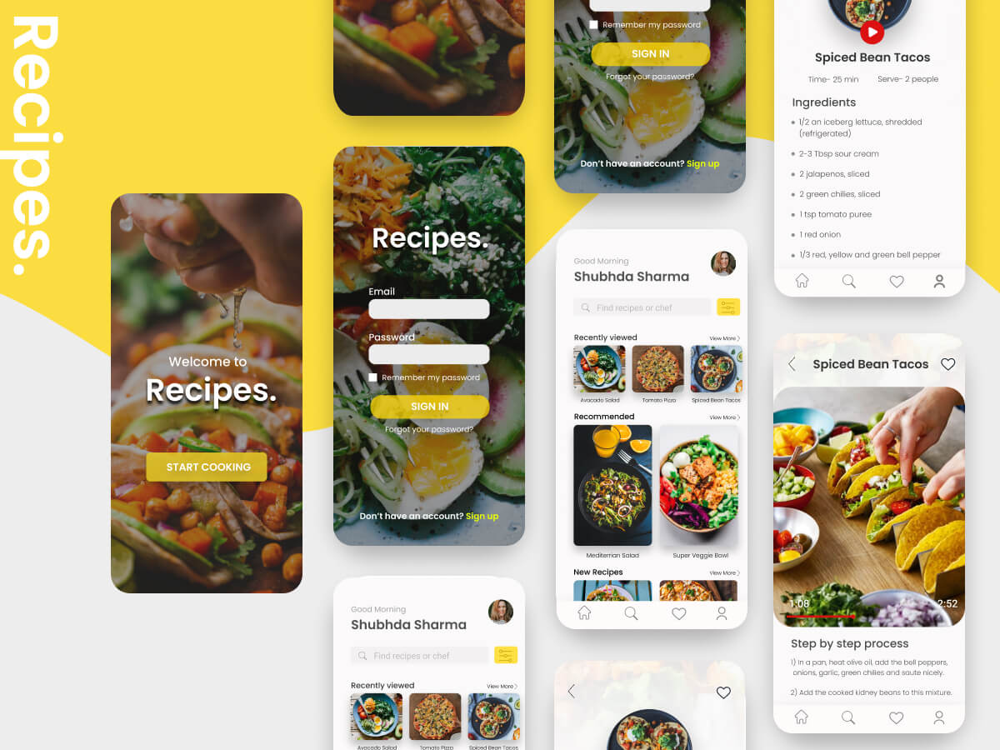 Recipes.
Welcome to
Recipes.
START COOKING
Recipes.
Email
Password
Remember my password
SIGN IN
Forgot your password?
Don't have an account? Sign up
Good Morning
Shubhda Sharma
Find recipes or chef
Recently viewed
View More
Avacado Salad
Tomato Pizza
Spiced Bean Tacos
Remember my password
SIGN IN
Forgot your password?
Don't have an account? Sign up
Good Morning
Shubhda Sharma
Find recipes or chef
Recently viewed
View More
Avacado Salad
Tomato Pizza
Spiced Bean Tacos
Recommended
View More
Mediterrian Salad
Super Veggie Bowl
New Recipes
View More
Spiced Bean Tacos
Time- 25 min
Serve- 2 people
Ingredients
1/2 an iceberg lettuce, shredded
(refrigerated)
2-3 Tbsp sour cream
2 jalapenos, sliced
2 green chilies, sliced
1 tsp tomato puree
1 red onion
1/3 red, yellow and green bell pepper
Spiced Bean Tacos
1:08
2:52
Step by step process
1) In a pan, heat olive oil, add the bell peppers,
onions, garlic, green chilies and saute nicely.
2) Add the cooked kidney beans to this mixture.